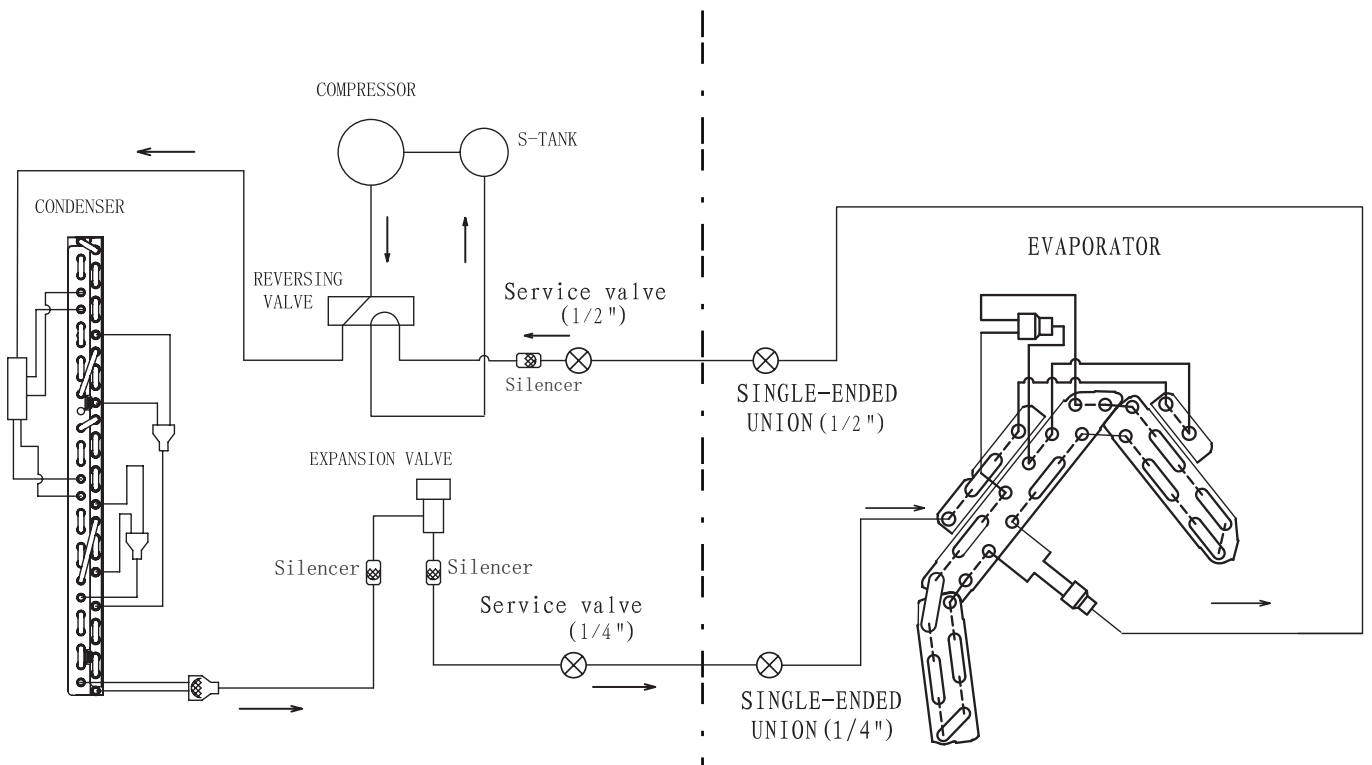 COMPRESSOR
S-TANK
CONDENSER
EVAPORATOR
REVERSING
VALVE
Service valve
(1/2")
Silencer
SINGLE-ENDED
UNION(1/2")
EXPANSION VALVE
Silencer
Silencer
Service valve
(1/4")
SINGLE-ENDED
UNION(1/4")